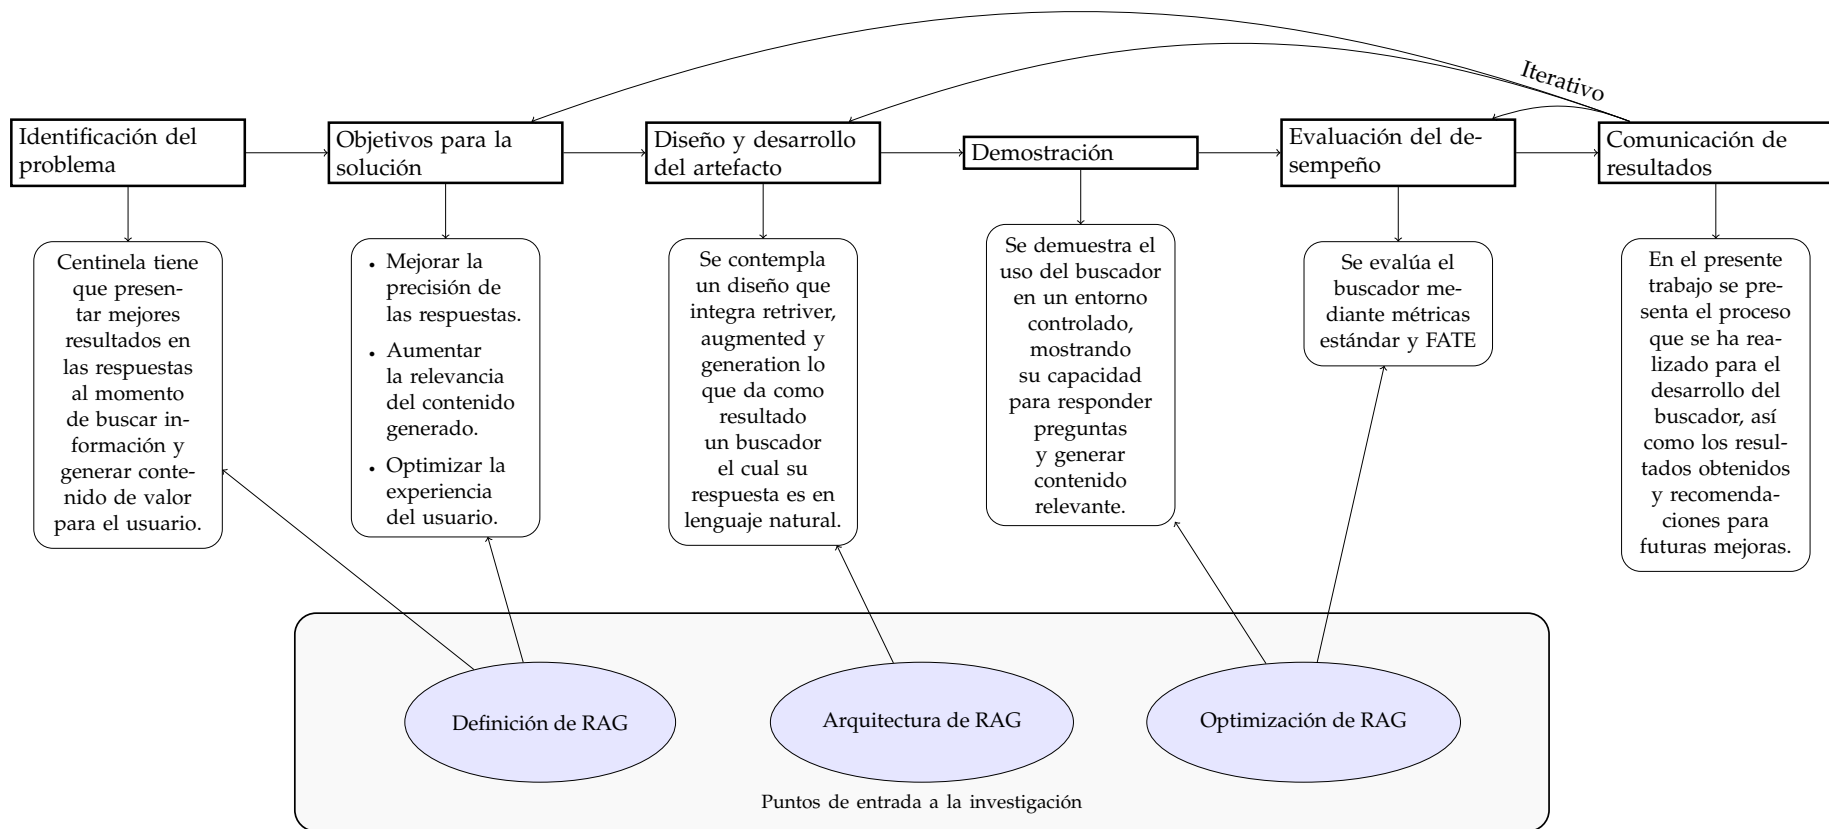 Iterativo
Identificación del
problema
Objetivos para la
solución
Diseño y desarrollo
del artefacto
Demostración
Evaluación del de-
sempeño
Comunicación de
resultados
Centinela tiene
que presen-
tar mejores
resultados en
las respuestas
al momento
de buscar in-
formación y
generar conte-
nido de valor
para el usuario.
• Mejorar la
precisión de
las respuestas.
• Aumentar
la relevancia
del contenido
generado.
• Optimizar la
experiencia
del usuario.
Se contempla
un diseño que
integra retriver,
augmented y
generation lo
que da como
resultado
un buscador
el cual su
respuesta es en
lenguaje natural.
Se demuestra el
uso del buscador
en un entorno
controlado,
mostrando
su capacidad
para responder
preguntas
y generar
contenido
relevante.
Se evalúa el
buscador me-
diante métricas
estándar y FATE
En el presente
trabajo se pre-
senta el proceso
que se ha rea-
lizado para el
desarrollo del
buscador, así
como los resul-
tados obtenidos
y recomenda-
ciones para
futuras mejoras.
Definición de RAG
Arquitectura de RAG
Optimización de RAG
Puntos de entrada a la investigación